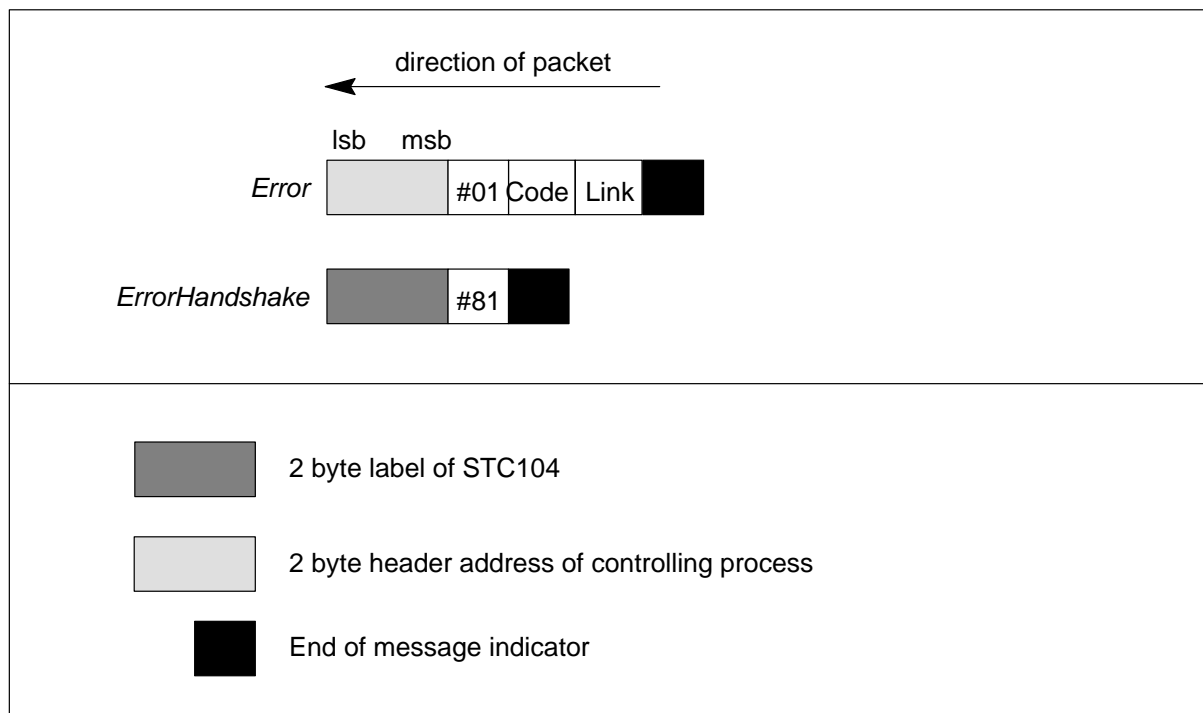 direction of packet
lsb msb
Error #01 Code Link
ErrorHandshake #81
2 byte label of STC104
2 byte header address of controlling process
End of message indicator